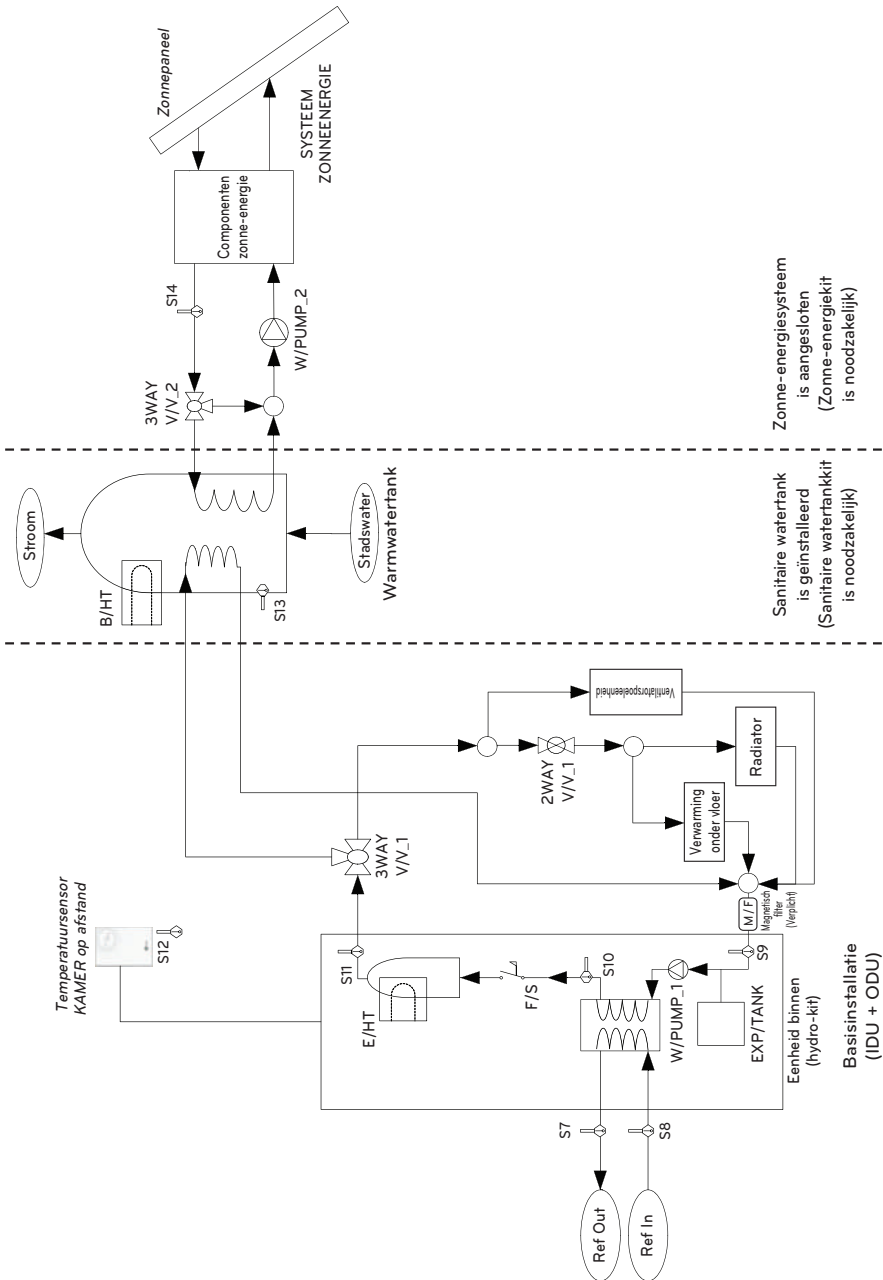 Temperatuursensor
KAMER op afstand
S12
Ref Out
Ref In
S7
S8
E/HT
S11
F/S
S10
W/PUMP_1
EXP/TANK
S9
Eenheid binnen
(hydro-kit)
M/F
Magnetisch
filter
(Verplicht)
3WAY
V/V_1
2WAY
V/V_1
Verwarming
onder vloer
Radiator
Ventilatorspoeleenheid
Basisinstallatie
(IDU + ODU)
Stroom
B/HT
S13
Stadswater
Warmwatertank
Sanitaire watertank
is geïnstalleerd
(Sanitaire watertankkit
is noodzakelijk)
3WAY
V/V_2
S14
W/PUMP_2
Componenten
zonne-energie
Zonnepaneel
SYSTEEM
ZONNEENERGIE
Zonne-energiesysteem
is aangesloten
(Zonne-energiekit
is noodzakelijk)